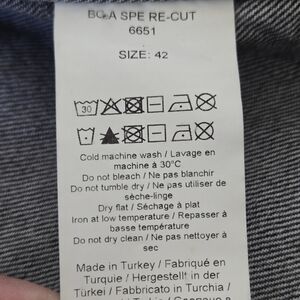 BG A SPE RE-CUT
6651
SIZE: 42
30
Cold machine wash / Lavage en
machine à 30°C
Do not bleach / Ne pas blanchir
Do not tumble dry / Ne pas utiliser de
sèche-linge
Dry flat / Séchage à plat
Iron at low temperature / Repasser à
basse température
Do not dry clean / Ne pas nettoyer à
sec
Made in Turkey / Fabriqué en
Turquie / Hergestellt in der
Türkei / Fabbricato in Turchia /